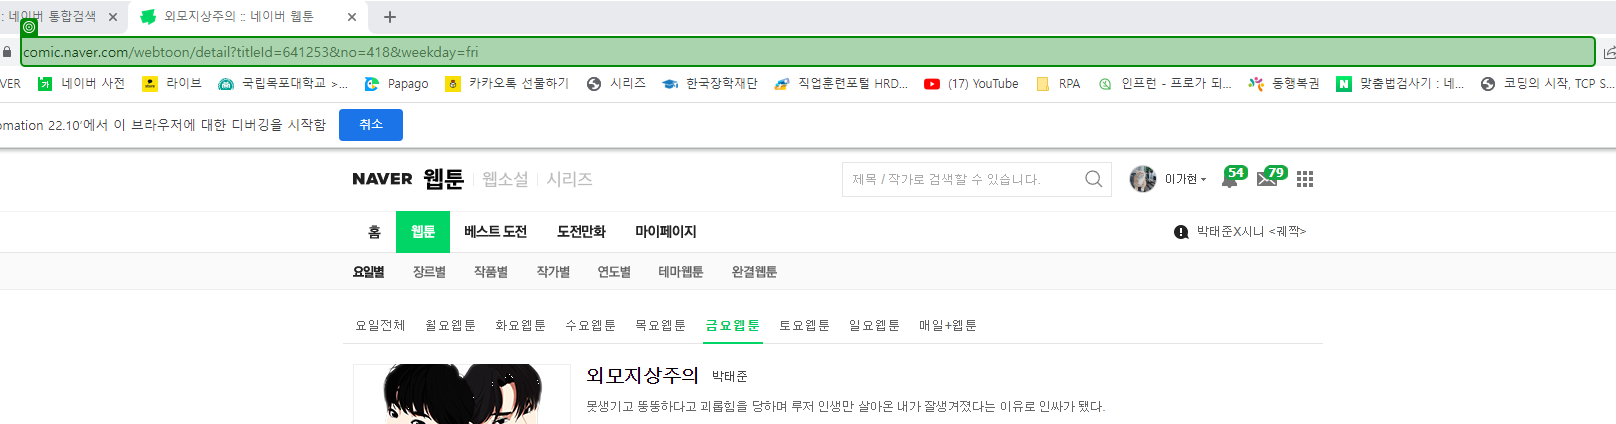 : 네이버 통합검색 외모지상주의 :: 네이버 웹툰
comic.naver.com/webtoon/detail?titleId=641253&no=418&weekday=fri
VER 네이버 사전 라이브 국립목포대학교 >... Papago 카카오톡 선물하기 시리즈 한국장학재단 직업훈련포털 HRD... (17) YouTube RPA 인프런 - 프로가 되... 동행복권 맞춤법검사기 : 네... 코딩의 시작, TCP S...
omation 22.10'에서 이 브라우저에 대한 디버깅을 시작함 취소
NAVER 웹툰 웹소설 시리즈 제목 / 작가로 검색할 수 있습니다. 이가현 54 79
홈 웹툰 베스트 도전 도전만화 마이페이지 박태준X시니 <궤짝>
요일별 장르별 작품별 작가별 연도별 테마웹툰 완결웹툰
요일전체 월요웹툰 화요웹툰 수요웹툰 목요웹툰 금요웹툰 토요웹툰 일요웹툰 매일+웹툰
외모지상주의 박태준
못생기고 뚱뚱하다고 괴롭힘을 당하며 루저 인생만 살아온 내가 잘생겨졌다는 이유로 인싸가 됐다.